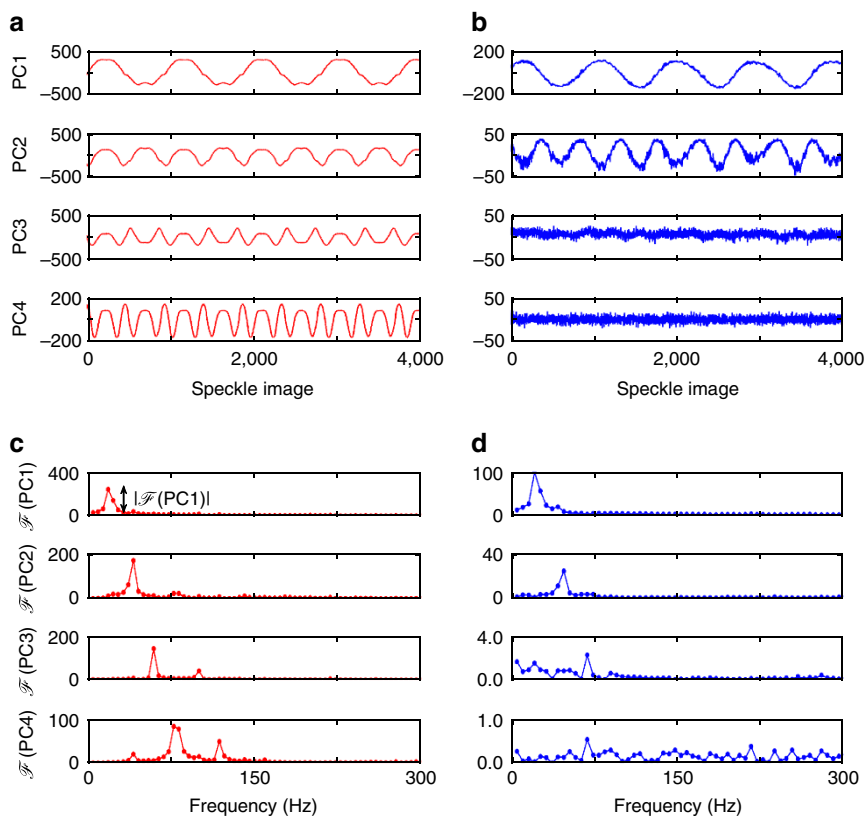 a
b
PC1
500
–500
200
–200
PC2
500
–500
50
–50
PC3
500
–500
50
–50
PC4
200
–200
50
–50
0
2,000
4,000
0
2,000
4,000
Speckle image
Speckle image
c
d
ℱ (PC1)
400
0
|ℱ(PC1)|
100
0
ℱ (PC2)
200
0
40
0
ℱ (PC3)
200
0
4.0
0.0
ℱ (PC4)
100
0
1.0
0.0
0
150
300
0
150
300
Frequency (Hz)
Frequency (Hz)